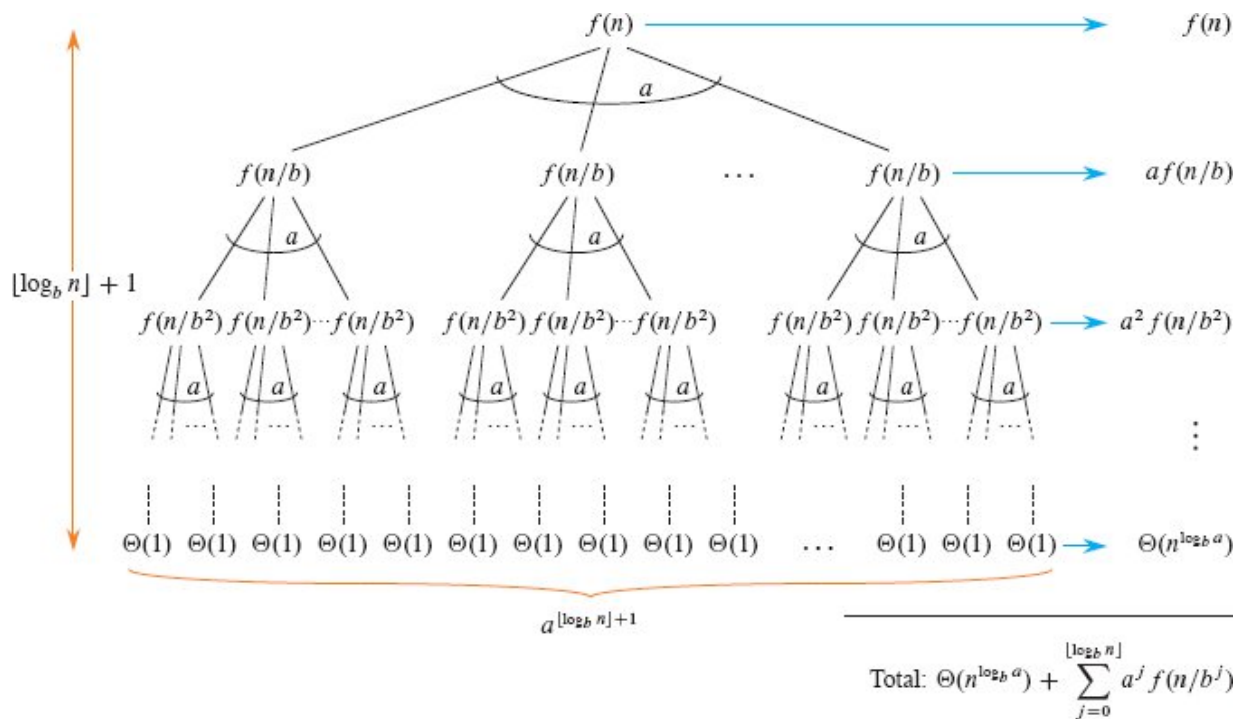 f(n) f(n)
a
f(n/b) f(n/b) ⋯ f(n/b) af(n/b)
a a a
⌊log_b n⌋ + 1
f(n/b²) f(n/b²) ⋯ f(n/b²) f(n/b²) f(n/b²) ⋯ f(n/b²) f(n/b²) f(n/b²) ⋯ f(n/b²) a² f(n/b²)
a a a a a a a a a
⋯ ⋯ ⋯ ⋯ ⋯ ⋯ ⋯ ⋯ ⋯ ⋮
Θ(1) Θ(1) Θ(1) Θ(1) Θ(1) Θ(1) Θ(1) Θ(1) Θ(1) Θ(1) ⋯ Θ(1) Θ(1) Θ(1) Θ(n^{log_b a})
a^{⌊log_b n⌋+1}
Total: Θ(n^{log_b a}) + ∑_{j=0}^{⌊log_b n⌋} a^j f(n/b^j)